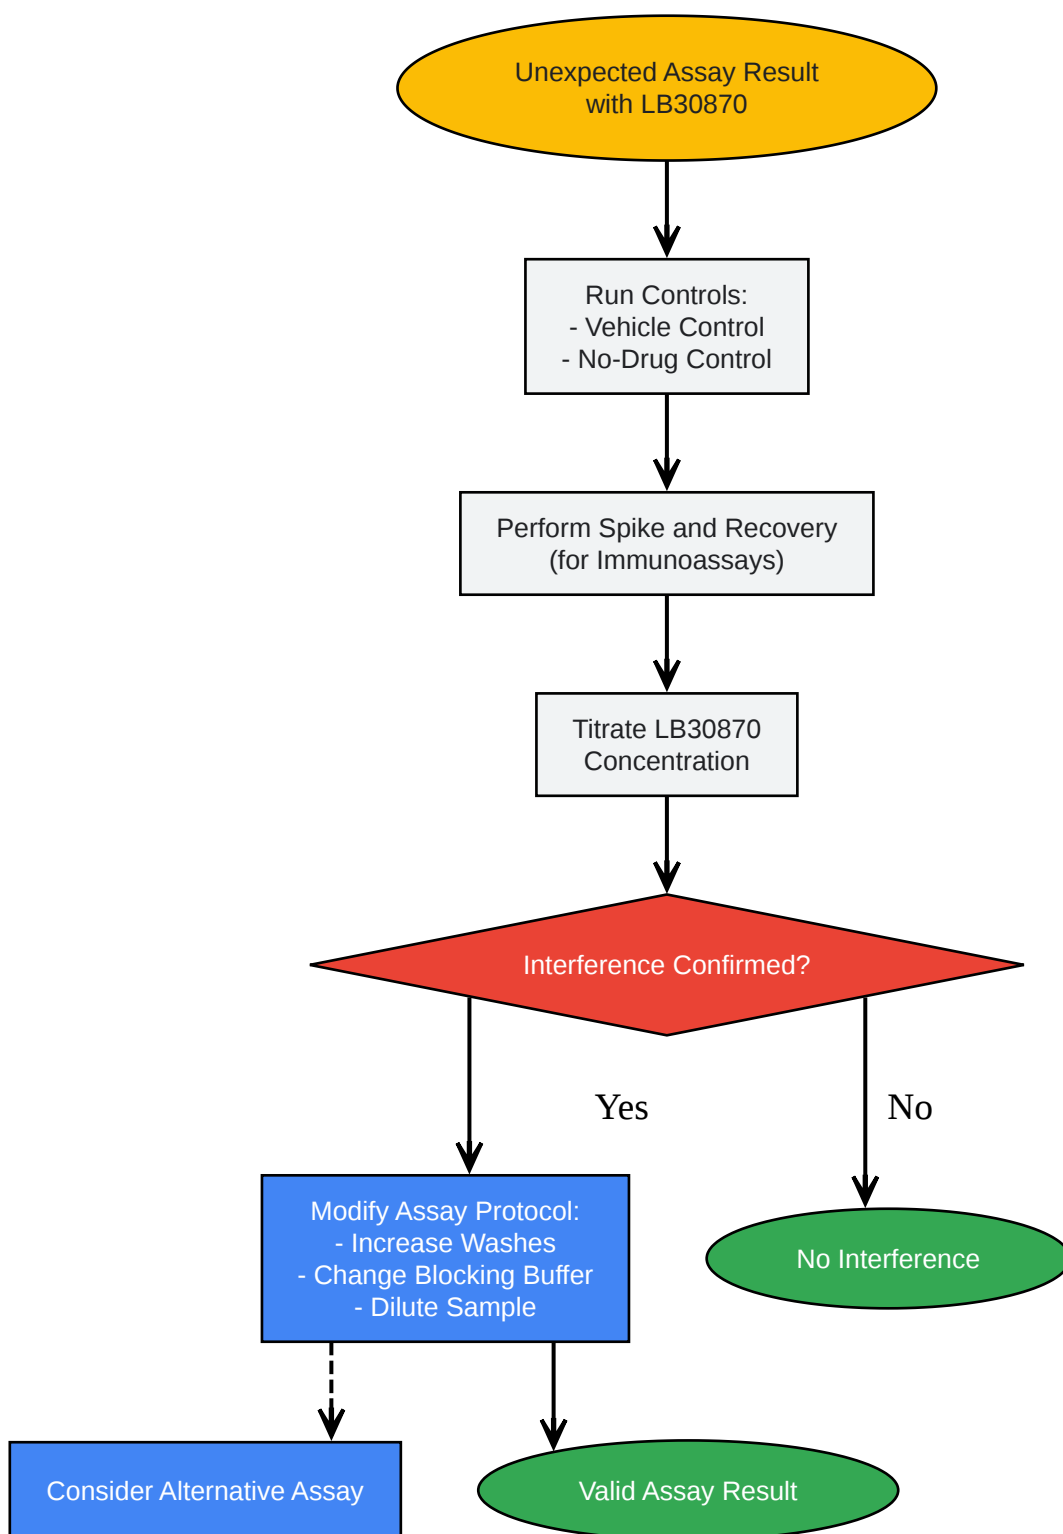 Unexpected Assay Result
with LB30870
Run Controls:
- Vehicle Control
- No-Drug Control
Perform Spike and Recovery
(for Immunoassays)
Titrate LB30870
Concentration
Interference Confirmed?
Yes
No
Modify Assay Protocol:
- Increase Washes
- Change Blocking Buffer
- Dilute Sample
No Interference
Consider Alternative Assay
Valid Assay Result